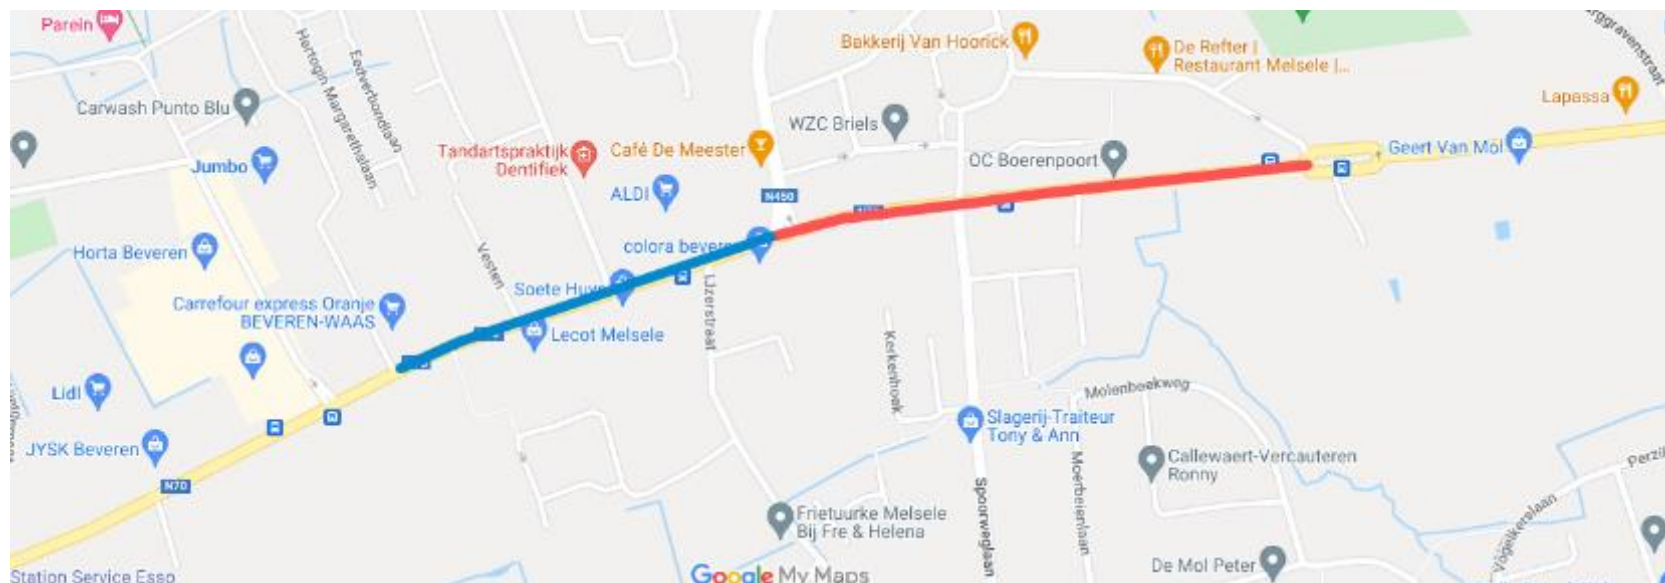 Parein
Bakkerij Van Hoorick
De Refter |
Restaurant Melsele |...
Hertogin Margarethalaan
Eedverbondlaan
Carwash Punto Blu
WZC Briels
Lapassa
Tandartspraktijk
Dentifiek
Café De Meester
OC Boerenpoort
Geert Van Mol
Jumbo
ALDI
N450
Horta Beveren
colora beveren
Vesten
Soete Huys
Carrefour express Oranje
BEVEREN-WAAS
Lecot Melsele
IJzerstraat
Kerkenhoek
Molenbeekweg
Lidl
Slagerij-Traiteur
Tony & Ann
JYSK Beveren
Callewaert-Vercauteren
Ronny
Moerbeienlaan
N70
Spoorweglaan
Frietuurke Melsele
Bij Fre & Helena
Vogelkerslaan
De Mol Peter
Station Service Esso
Google My Maps